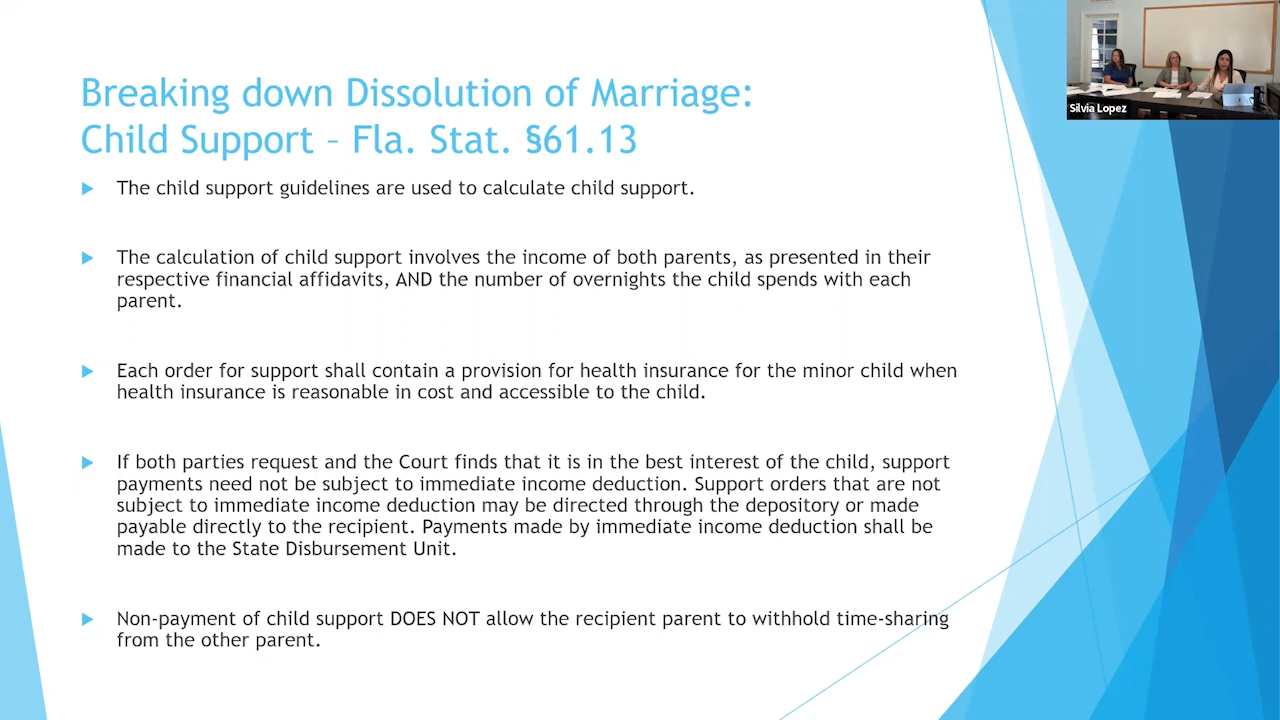 Breaking down Dissolution of Marriage:
Child Support – Fla. Stat. §61.13
The child support guidelines are used to calculate child support.
The calculation of child support involves the income of both parents, as presented in their
respective financial affidavits, AND the number of overnights the child spends with each
parent.
Each order for support shall contain a provision for health insurance for the minor child when
health insurance is reasonable in cost and accessible to the child.
If both parties request and the Court finds that it is in the best interest of the child, support
payments need not be subject to immediate income deduction. Support orders that are not
subject to immediate income deduction may be directed through the depository or made
payable directly to the recipient. Payments made by immediate income deduction shall be
made to the State Disbursement Unit.
Non-payment of child support DOES NOT allow the recipient parent to withhold time-sharing
from the other parent.
Silvia Lopez